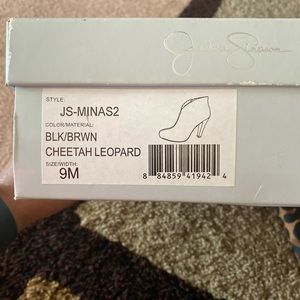 Jessica Simpson
STYLE:
JS-MINAS2
COLOR/MATERIAL:
BLK/BRWN
CHEETAH LEOPARD
SIZE/WIDTH:
9M
8 84859 41942 4